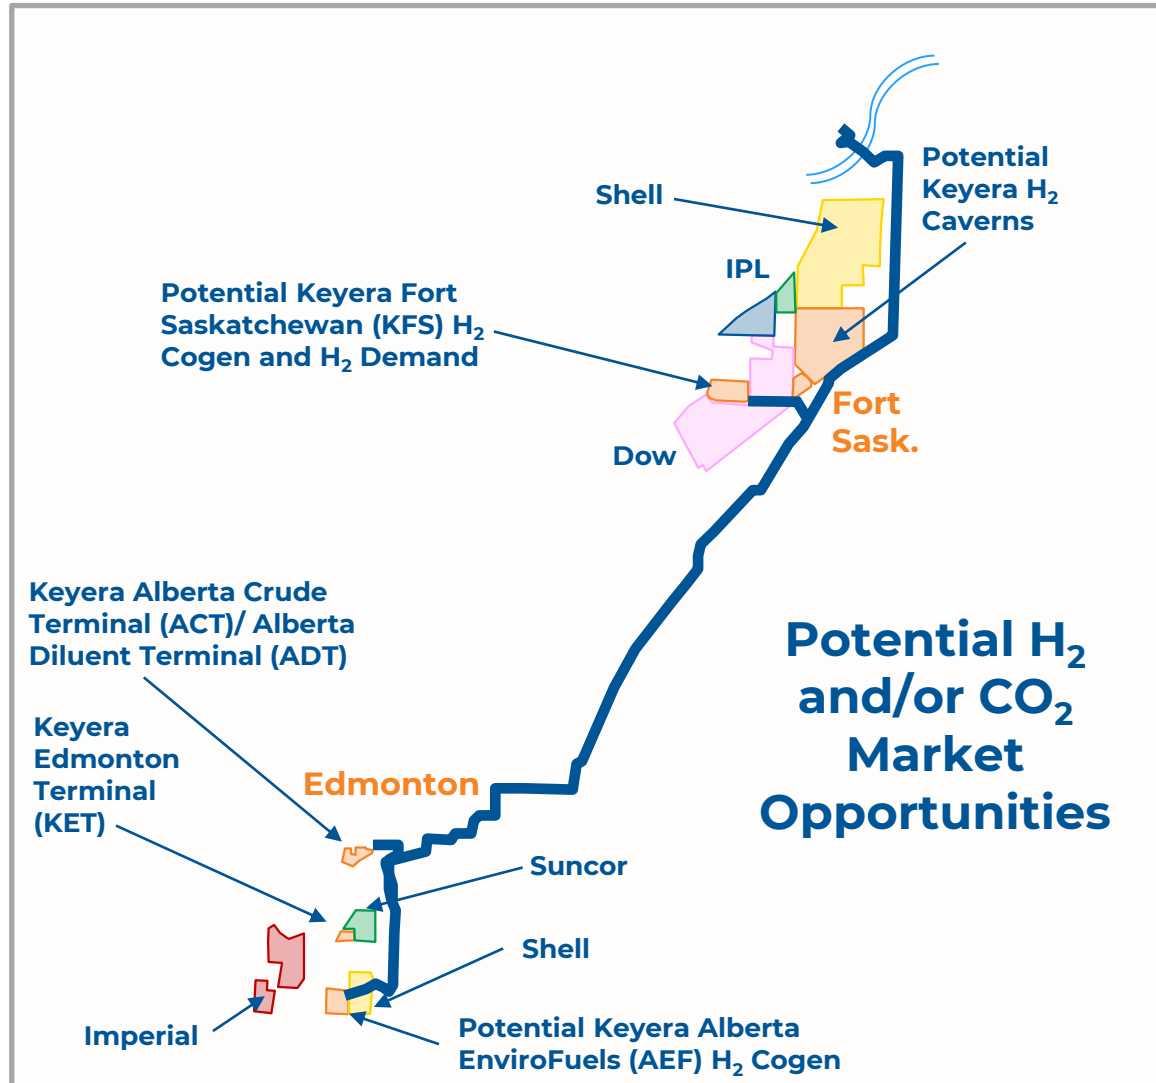 Potential
Keyera H₂
Caverns
Shell
IPL
Potential Keyera Fort
Saskatchewan (KFS) H₂
Cogen and H₂ Demand
Fort
Sask.
Dow
Keyera Alberta Crude
Terminal (ACT)/ Alberta
Diluent Terminal (ADT)
Potential H₂
and/or CO₂
Market
Opportunities
Keyera
Edmonton
Terminal
(KET)
Edmonton
Suncor
Shell
Imperial
Potential Keyera Alberta
EnviroFuels (AEF) H₂ Cogen